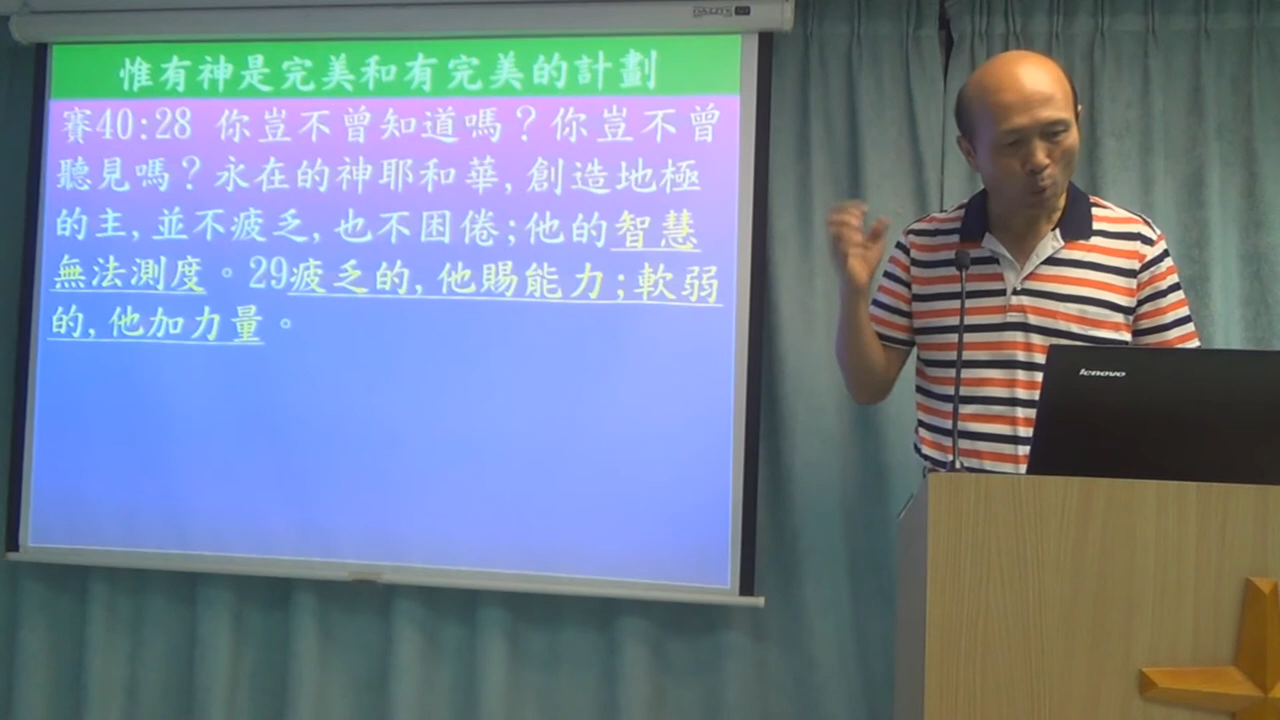 DA-LITE
惟有神是完美和有完美的計劃
賽40:28 你豈不曾知道嗎？你豈不曾
聽見嗎？永在的神耶和華,創造地極
的主,並不疲乏,也不困倦;他的智慧
無法測度。29疲乏的,他賜能力;軟弱
的,他加力量。
lenovo